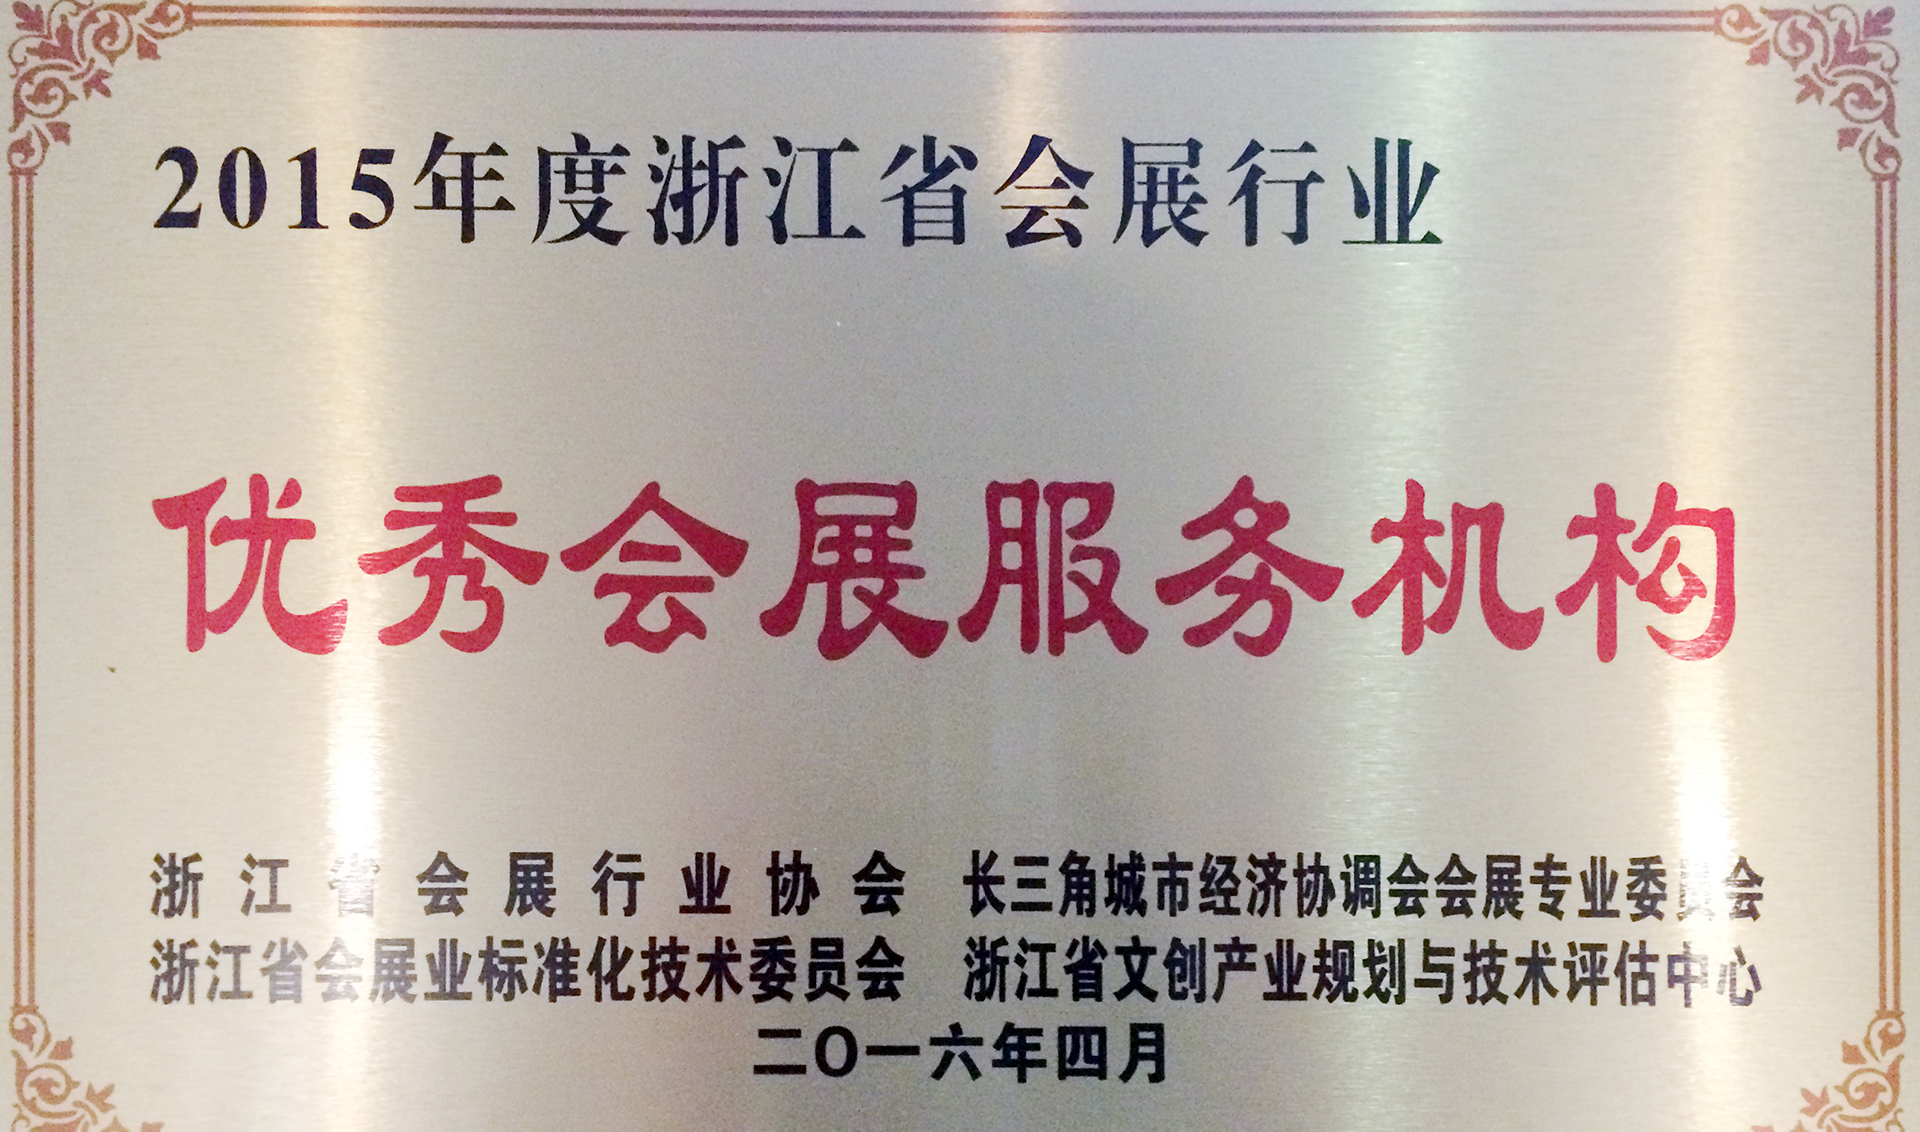 2015年度浙江省会展行业
优秀会展服务机构
浙江省会展行业协会 长三角城市经济协调会会展专业委员会
浙江省会展业标准化技术委员会 浙江省文创产业规划与技术评估中心
二〇一六年四月